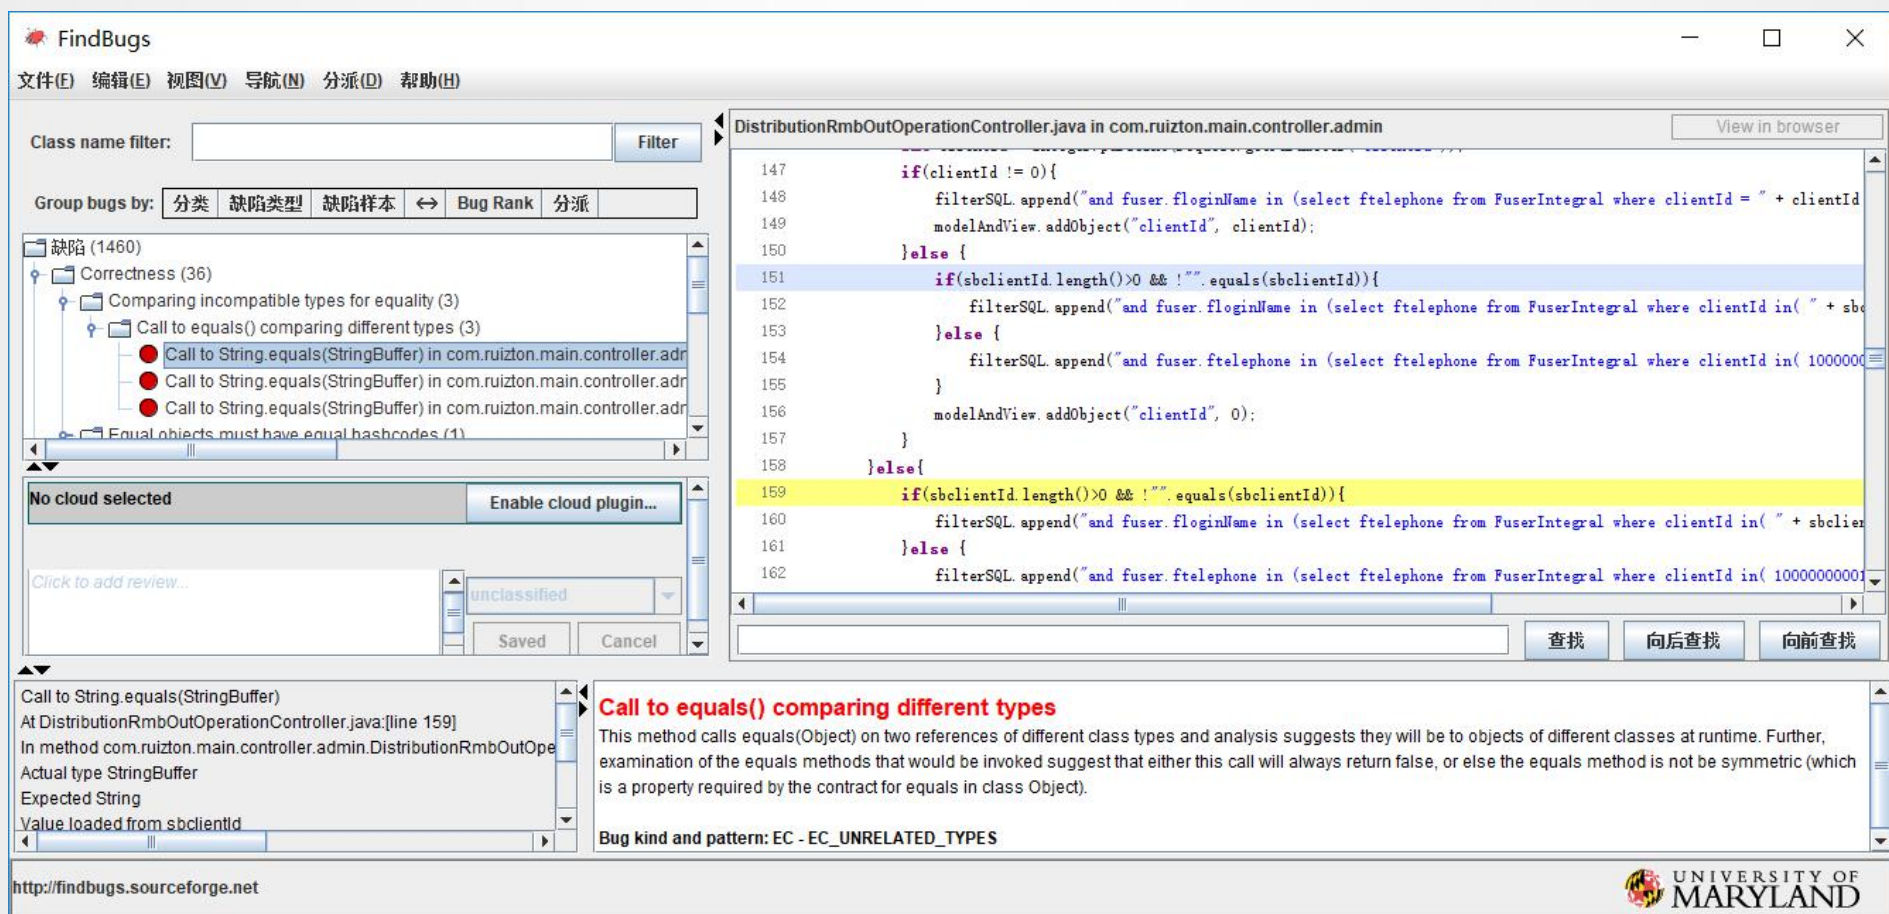 FindBugs
文件(F) 编辑(E) 视图(V) 导航(N) 分派(D) 帮助(H)
Class name filter:
Filter
Group bugs by: 分类 缺陷类型 缺陷样本 ↔ Bug Rank 分派
缺陷 (1460)
Correctness (36)
Comparing incompatible types for equality (3)
Call to equals() comparing different types (3)
Call to String.equals(StringBuffer) in com.ruizton.main.controller.adr
Call to String.equals(StringBuffer) in com.ruizton.main.controller.adr
Call to String.equals(StringBuffer) in com.ruizton.main.controller.adr
Equal objects must have equal hashcodes (1)
No cloud selected
Enable cloud plugin...
Click to add review...
unclassified
Saved Cancel
DistributionRmbOutOperationController.java in com.ruizton.main.controller.admin
View in browser
147 if(clientId != 0){
148 filterSQL.append("and fuser.floginName in (select ftelephone from FuserIntegral where clientId = " + clientId
149 modelAndView.addObject("clientId", clientId);
150 }else {
151 if(sbclientId.length()>0 && !"".equals(sbclientId)){
152 filterSQL.append("and fuser.floginName in (select ftelephone from FuserIntegral where clientId in( " + sbc
153 }else {
154 filterSQL.append("and fuser.ftelephone in (select ftelephone from FuserIntegral where clientId in( 1000000
155 }
156 modelAndView.addObject("clientId", 0);
157 }
158 }else{
159 if(sbclientId.length()>0 && !"".equals(sbclientId)){
160 filterSQL.append("and fuser.floginName in (select ftelephone from FuserIntegral where clientId in( " + sbclien
161 }else {
162 filterSQL.append("and fuser.ftelephone in (select ftelephone from FuserIntegral where clientId in( 10000000001
查找 向后查找 向前查找
Call to String.equals(StringBuffer)
At DistributionRmbOutOperationController.java:[line 159]
In method com.ruizton.main.controller.admin.DistributionRmbOutOpe
Actual type StringBuffer
Expected String
Value loaded from sbclientId
Call to equals() comparing different types
This method calls equals(Object) on two references of different class types and analysis suggests they will be to objects of different classes at runtime. Further,
examination of the equals methods that would be invoked suggest that either this call will always return false, or else the equals method is not be symmetric (which
is a property required by the contract for equals in class Object).
Bug kind and pattern: EC - EC_UNRELATED_TYPES
http://findbugs.sourceforge.net
UNIVERSITY OF
MARYLAND